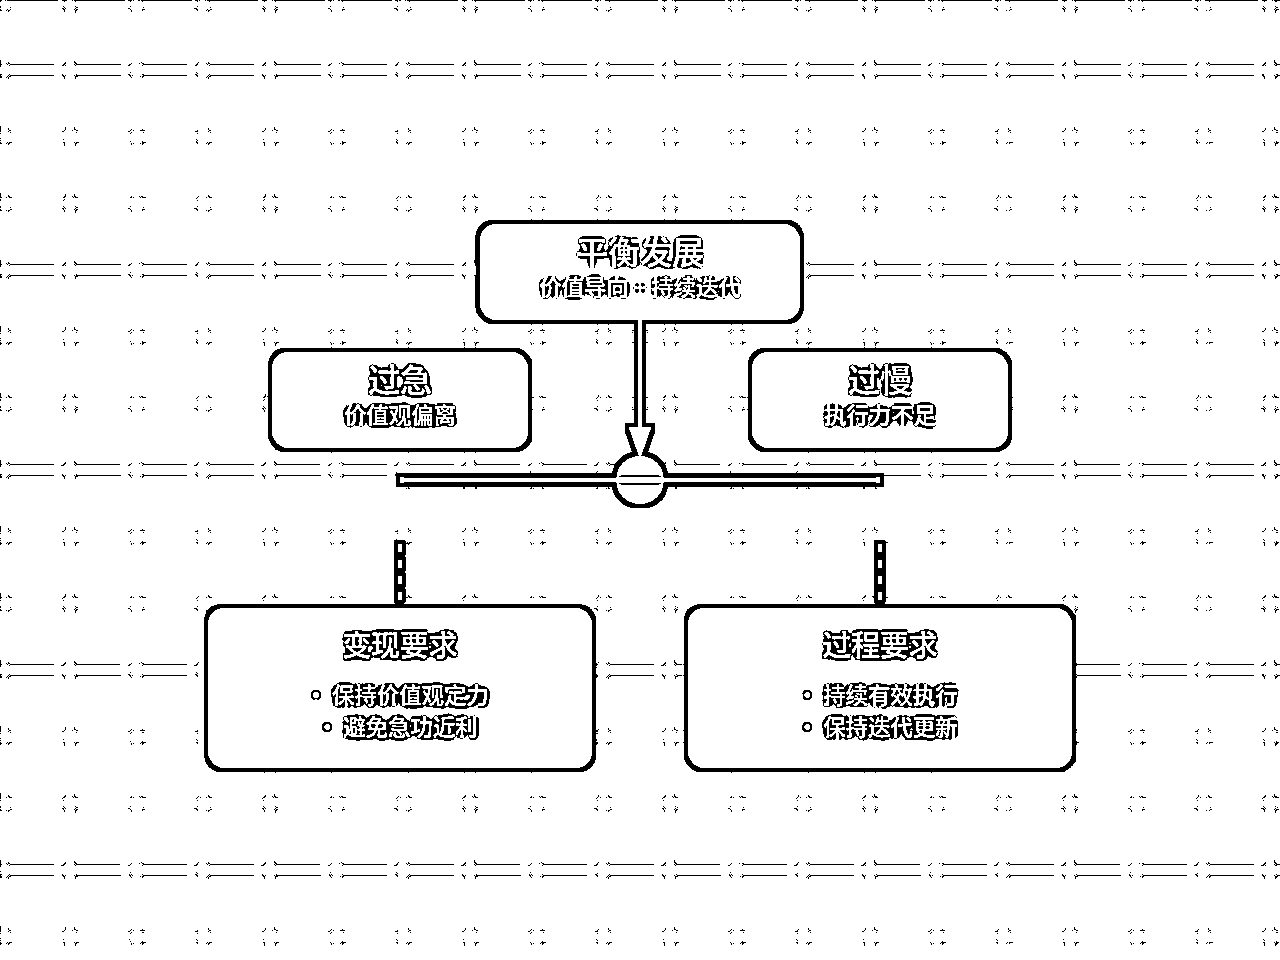 平衡发展
价值导向 :: 持续迭代
过急
价值观偏离
过慢
执行力不足
变现要求
○ 保持价值观定力
○ 避免急功近利
过程要求
○ 持续有效执行
○ 保持迭代更新